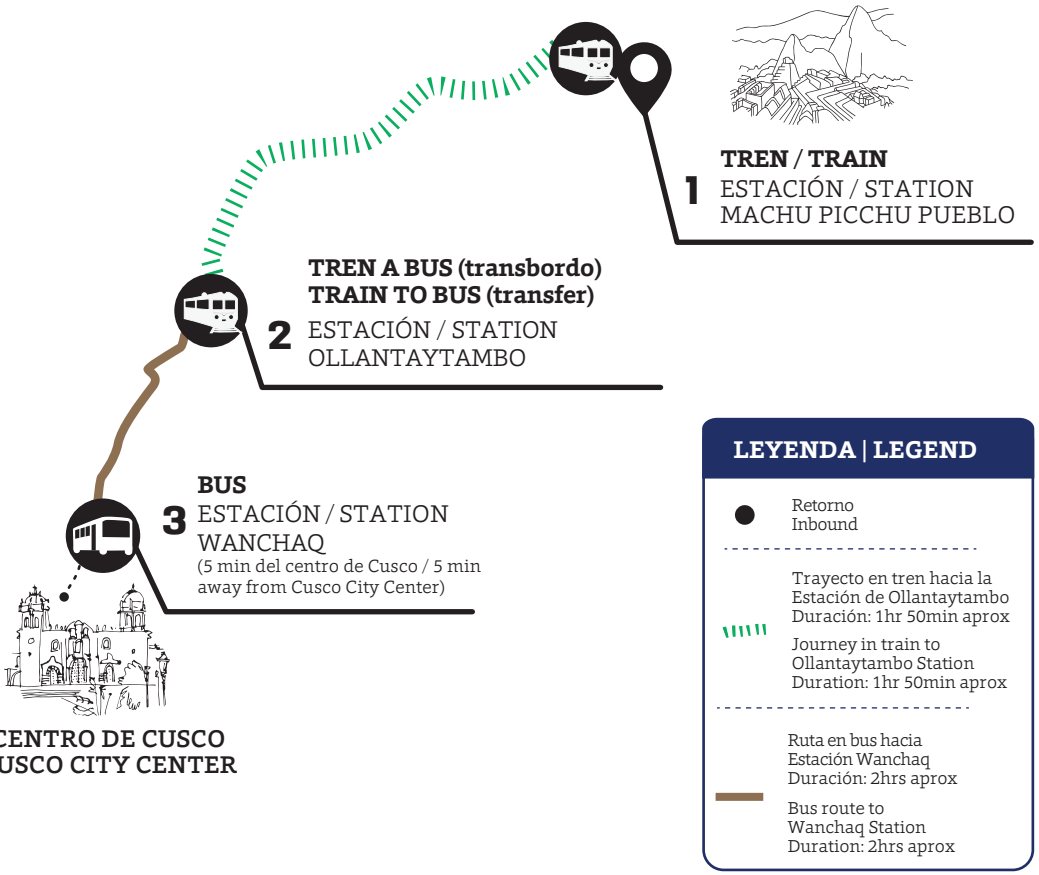 TREN / TRAIN
1 ESTACIÓN / STATION
MACHU PICCHU PUEBLO
TREN A BUS (transbordo)
TRAIN TO BUS (transfer)
2 ESTACIÓN / STATION
OLLANTAYTAMBO
BUS
3 ESTACIÓN / STATION
WANCHAQ
(5 min del centro de Cusco / 5 min
away from Cusco City Center)
CENTRO DE CUSCO
CUSCO CITY CENTER
LEYENDA | LEGEND
Retorno
Inbound
Trayecto en tren hacia la
Estación de Ollantaytambo
Duración: 1hr 50min aprox
Journey in train to
Ollantaytambo Station
Duration: 1hr 50min aprox
Ruta en bus hacia
Estación Wanchaq
Duración: 2hrs aprox
Bus route to
Wanchaq Station
Duration: 2hrs aprox